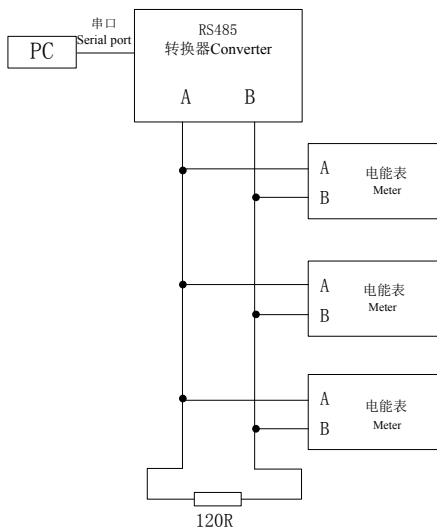 串口
Serial port
PC
RS485
转换器Converter
A B
A
电能表
Meter
B
A
电能表
Meter
B
A
电能表
Meter
B
120R